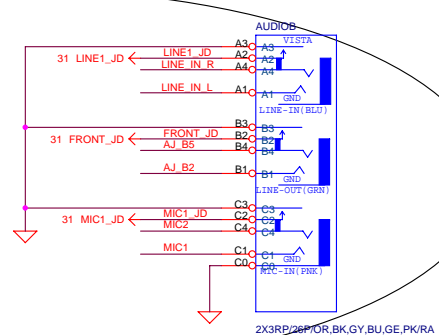 AUDIOB
VISTA
A3 A3
31 LINE1_JD LINE1_JD A2 A2
LINE_IN_R A4 A4
LINE_IN_L A1 A1
GND
LINE-IN(BLU)
B3 B3
31 FRONT_JD FRONT_JD B2 B2
AJ_B5 B4 B4
AJ_B2 B1 B1
GND
LINE-OUT(GRN)
C3 C3
31 MIC1_JD MIC1_JD C2 C2
MIC2 C4 C4
MIC1 C1 C1
GND
C0 C0
MIC-IN(PNK)
2X3RP/26P/OR,BK,GY,BU,GE,PK/RA